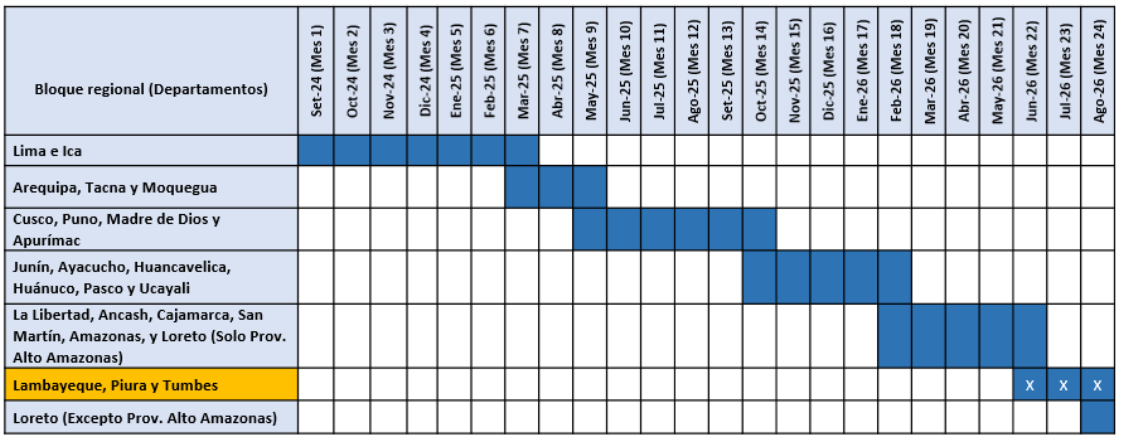 Bloque regional (Departamentos)
Set-24 (Mes 1)
Oct-24 (Mes 2)
Nov-24 (Mes 3)
Dic-24 (Mes 4)
Ene-25 (Mes 5)
Feb-25 (Mes 6)
Mar-25 (Mes 7)
Abr-25 (Mes 8)
May-25 (Mes 9)
Jun-25 (Mes 10)
Jul-25 (Mes 11)
Ago-25 (Mes 12)
Set-25 (Mes 13)
Oct-25 (Mes 14)
Nov-25 (Mes 15)
Dic-25 (Mes 16)
Ene-26 (Mes 17)
Feb-26 (Mes 18)
Mar-26 (Mes 19)
Abr-26 (Mes 20)
May-26 (Mes 21)
Jun-26 (Mes 22)
Jul-26 (Mes 23)
Ago-26 (Mes 24)
Lima e Ica
Arequipa, Tacna y Moquegua
Cusco, Puno, Madre de Dios y
Apurímac
Junín, Ayacucho, Huancavelica,
Huánuco, Pasco y Ucayali
La Libertad, Ancash, Cajamarca, San
Martín, Amazonas, y Loreto (Solo Prov.
Alto Amazonas)
Lambayeque, Piura y Tumbes X X X
Loreto (Excepto Prov. Alto Amazonas)